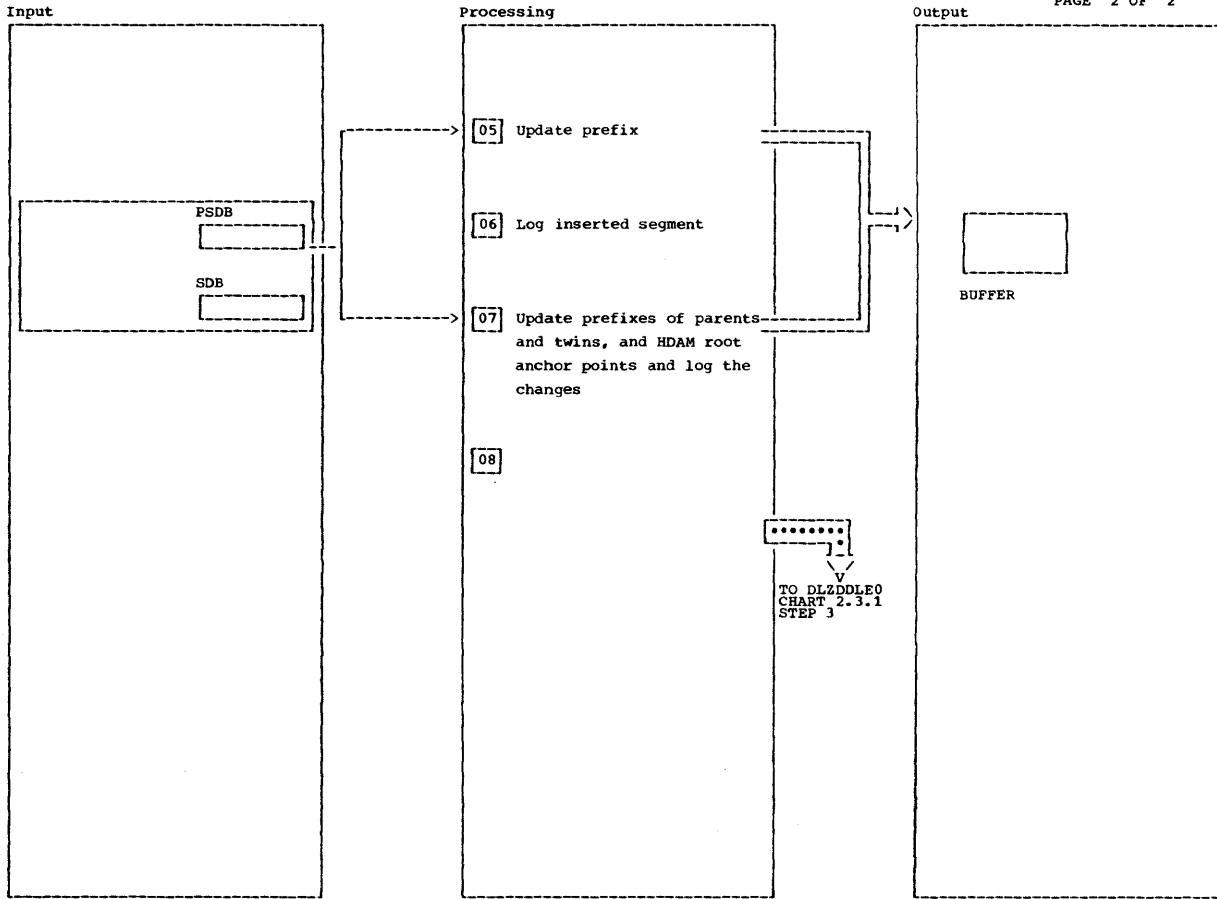 PAGE 2 OF 2
Input
Processing
Output
05 Update prefix
PSDB
06 Log inserted segment
SDB
BUFFER
07 Update prefixes of parents
and twins, and HDAM root
anchor points and log the
changes
08
TO DLZDDLE0
CHART 2.3.1
STEP 3